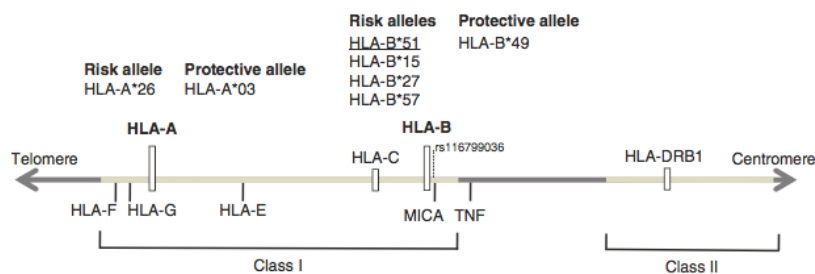 Risk alleles
HLA-B*51
HLA-B*15
HLA-B*27
HLA-B*57
Protective allele
HLA-B*49
Risk allele
HLA-A*26
Protective allele
HLA-A*03
HLA-A
HLA-B
rs116799036
Telomere
HLA-C
HLA-DRB1
Centromere
HLA-F
HLA-G
HLA-E
MICA
TNF
Class I
Class II